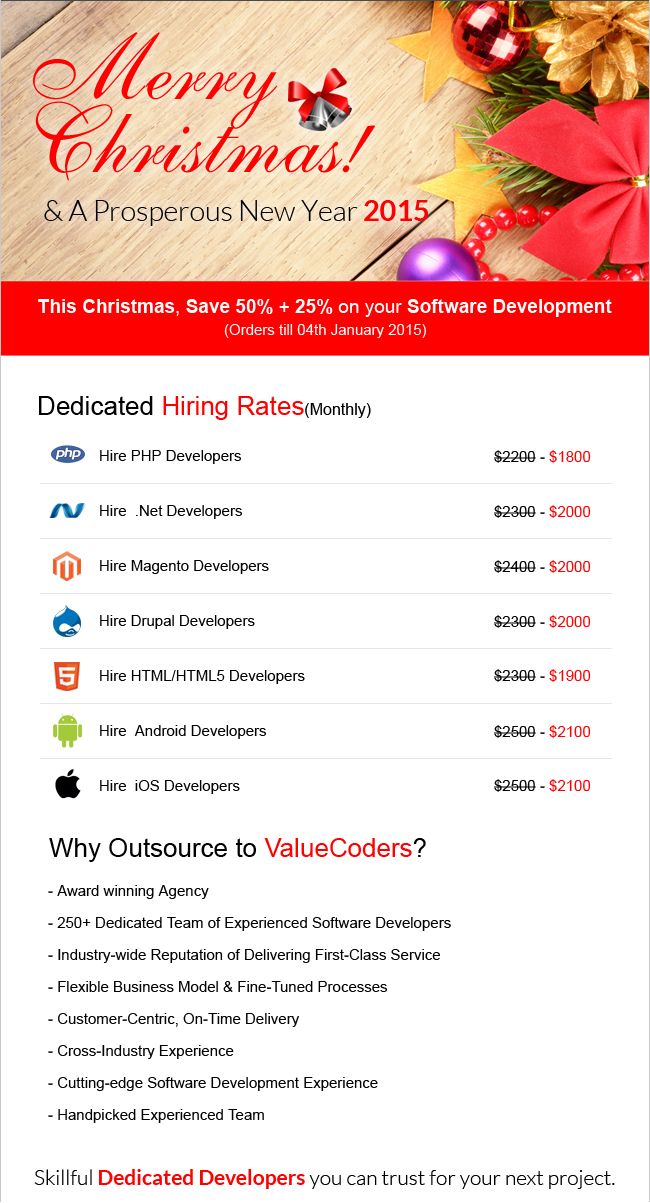 Merry
Christmas!
& A Prosperous New Year 2015
This Christmas, Save 50% + 25% on your Software Development
(Orders till 04th January 2015)
Dedicated Hiring Rates(Monthly)
php Hire PHP Developers $2200 - $1800
Hire .Net Developers $2300 - $2000
Hire Magento Developers $2400 - $2000
Hire Drupal Developers $2300 - $2000
5 Hire HTML/HTML5 Developers $2300 - $1900
Hire Android Developers $2500 - $2100
Hire iOS Developers $2500 - $2100
Why Outsource to ValueCoders?
- Award winning Agency
- 250+ Dedicated Team of Experienced Software Developers
- Industry-wide Reputation of Delivering First-Class Service
- Flexible Business Model & Fine-Tuned Processes
- Customer-Centric, On-Time Delivery
- Cross-Industry Experience
- Cutting-edge Software Development Experience
- Handpicked Experienced Team
Skillful Dedicated Developers you can trust for your next project.